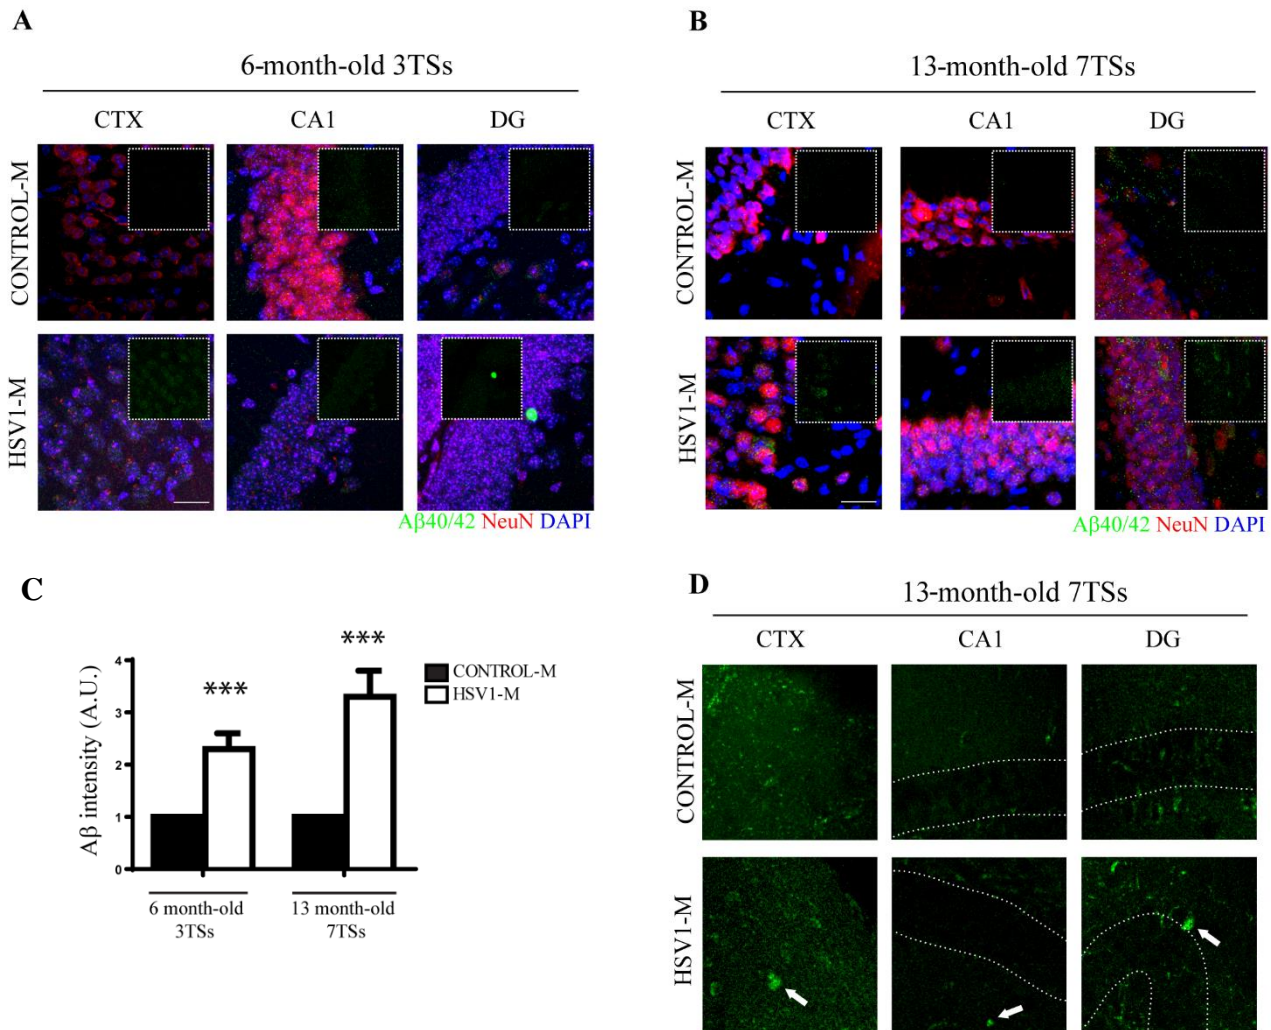 A
6-month-old 3TSs
CTX CA1 DG
CONTROL-M
HSV1-M
Aβ40/42 NeuN DAPI
B
13-month-old 7TSs
CTX CA1 DG
CONTROL-M
HSV1-M
Aβ40/42 NeuN DAPI
C
Aβ intensity (A.U.)
4
3
2
1
0
***
***
CONTROL-M
HSV1-M
6 month-old
3TSs
13 month-old
7TSs
D
13-month-old 7TSs
CTX CA1 DG
CONTROL-M
HSV1-M